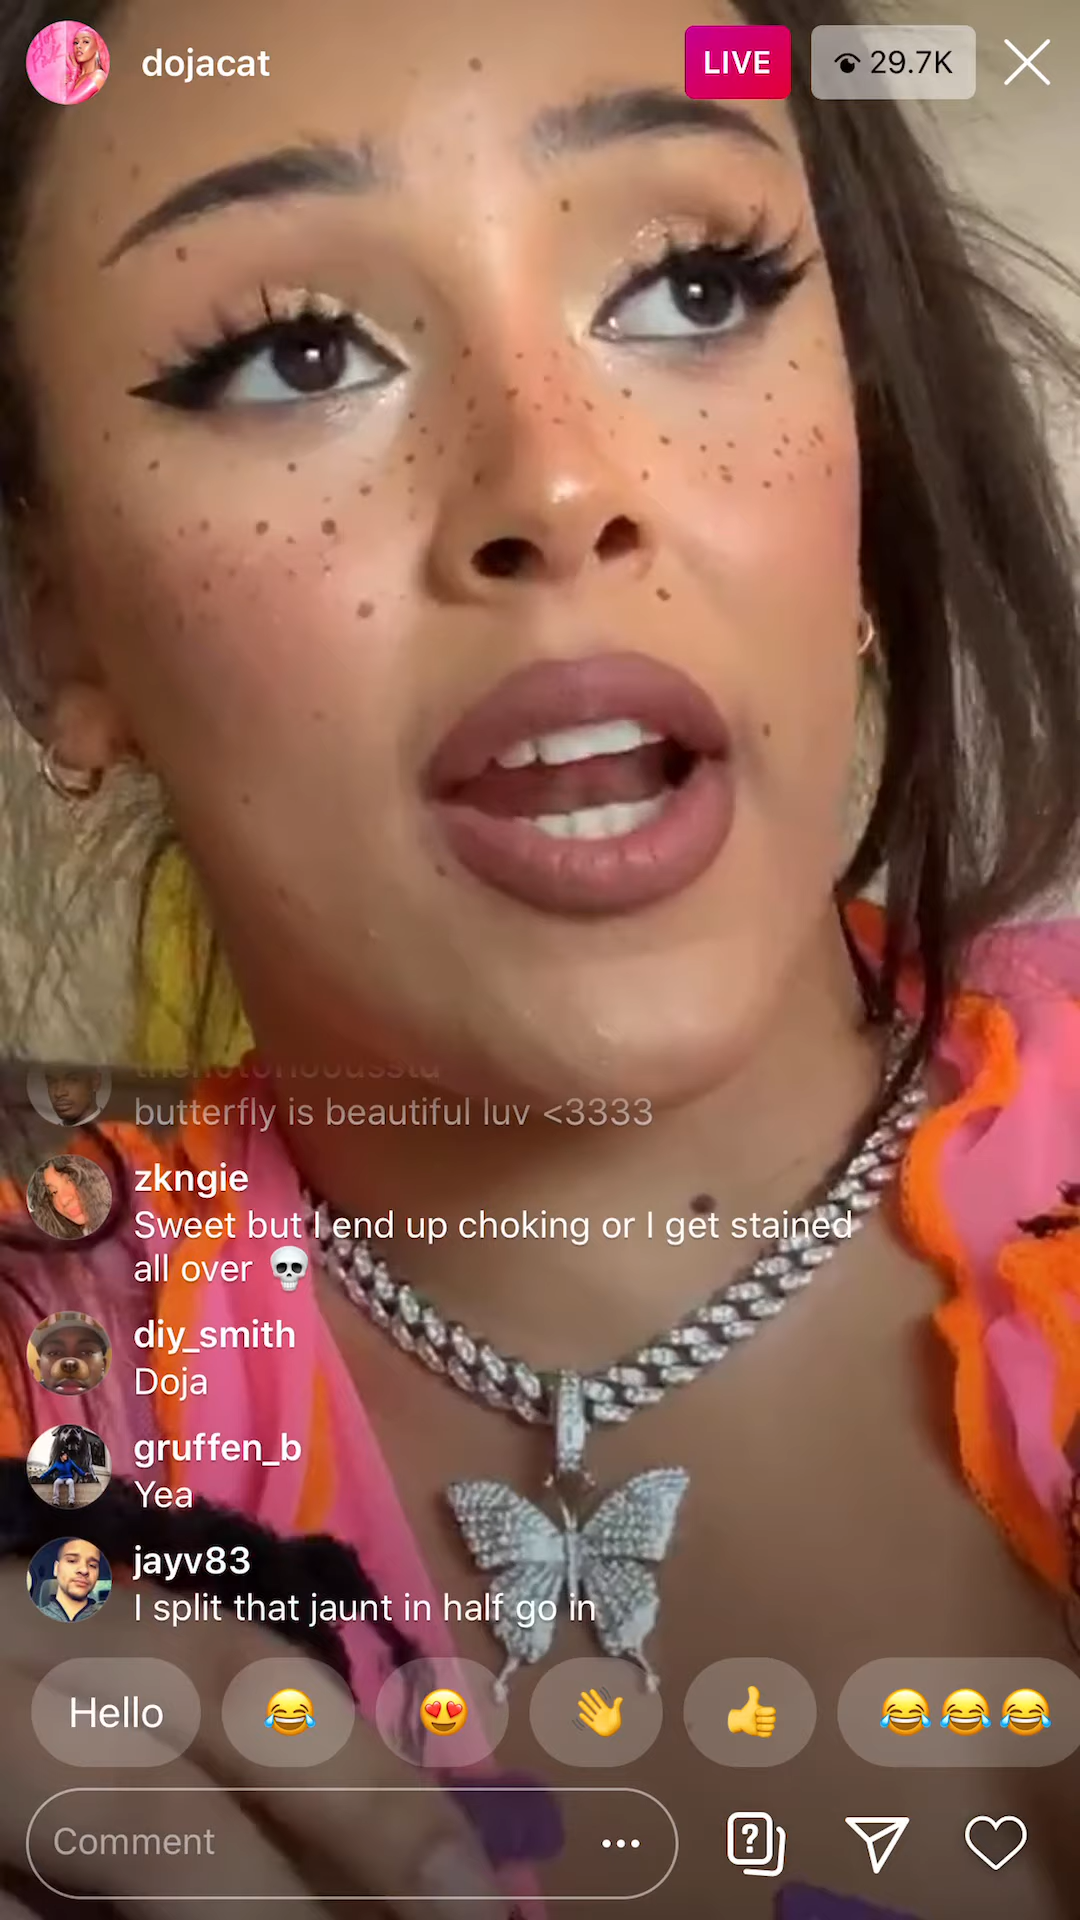 dojacat
LIVE
29.7K
butterfly is beautiful luv <3333
zkngie
Sweet but I end up choking or I get stained
all over 💀
diy_smith
Doja
gruffen_b
Yea
jayv83
I split that jaunt in half go in
Hello
😂
😍
👋
👍
😂😂😂
Comment